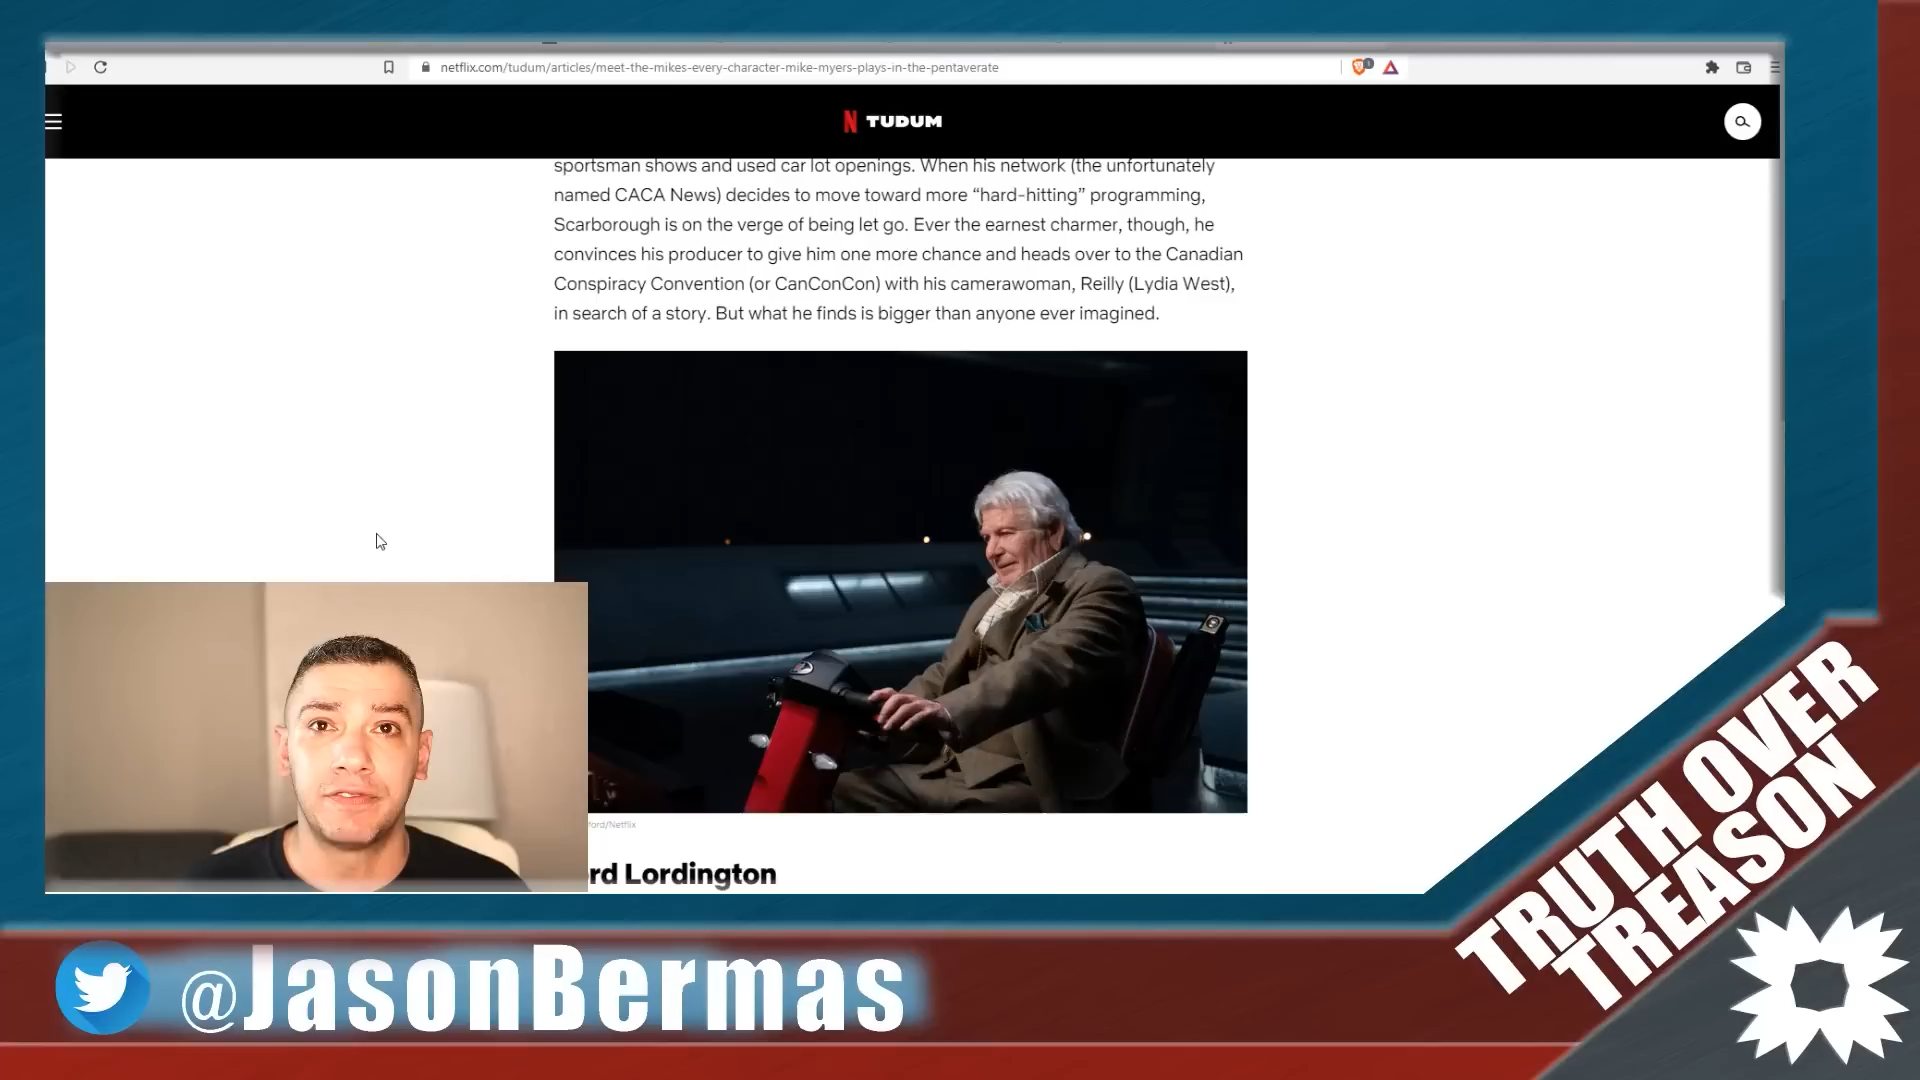 netflix.com/tudum/articles/meet-the-mikes-every-character-mike-myers-plays-in-the-pentaverate
N TUDUM
sportsman shows and used car lot openings. When his network (the unfortunately
named CACA News) decides to move toward more “hard-hitting” programming,
Scarborough is on the verge of being let go. Ever the earnest charmer, though, he
convinces his producer to give him one more chance and heads over to the Canadian
Conspiracy Convention (or CanConCon) with his camerawoman, Reilly (Lydia West),
in search of a story. But what he finds is bigger than anyone ever imagined.
ford/Netflix
rd Lordington
TRUTH OVER
TREASON
@JasonBermas